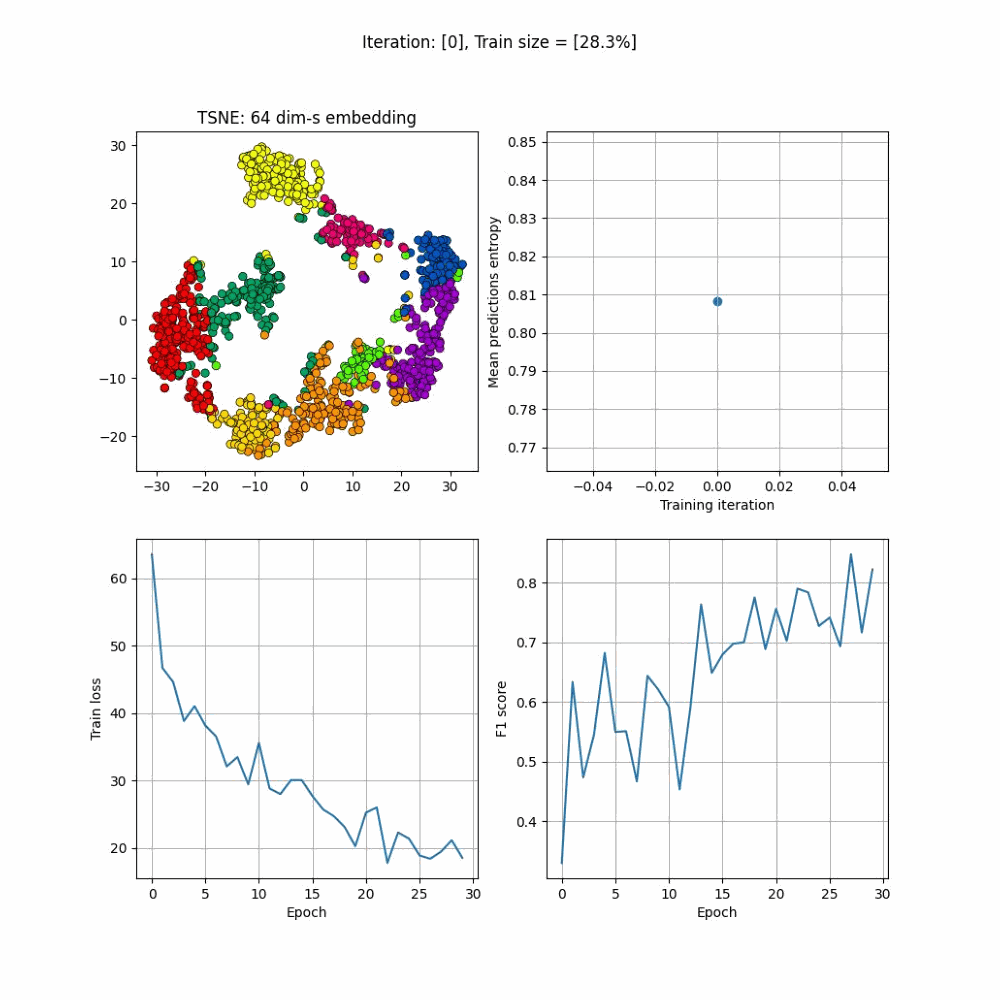 Iteration: [0], Train size = [28.3%]
TSNE: 64 dim-s embedding
30
20
10
0
−10
−20
−30 −20 −10 0 10 20 30
Mean predictions entropy
0.85
0.84
0.83
0.82
0.81
0.80
0.79
0.78
0.77
−0.04 −0.02 0.00 0.02 0.04
Training iteration
Train loss
60
50
40
30
20
0 5 10 15 20 25 30
Epoch
F1 score
0.8
0.7
0.6
0.5
0.4
0 5 10 15 20 25 30
Epoch